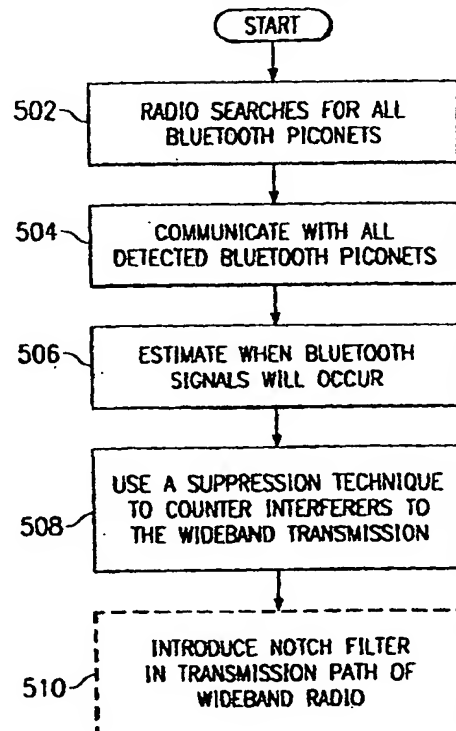 START
502
RADIO SEARCHES FOR ALL
BLUETOOTH PICONETS
504
COMMUNICATE WITH ALL
DETECTED BLUETOOTH PICONETS
506
ESTIMATE WHEN BLUETOOTH
SIGNALS WILL OCCUR
508
USE A SUPPRESSION TECHNIQUE
TO COUNTER INTERFERERS TO
THE WIDEBAND TRANSMISSION
510
INTRODUCE NOTCH FILTER
IN TRANSMISSION PATH OF
WIDEBAND RADIO